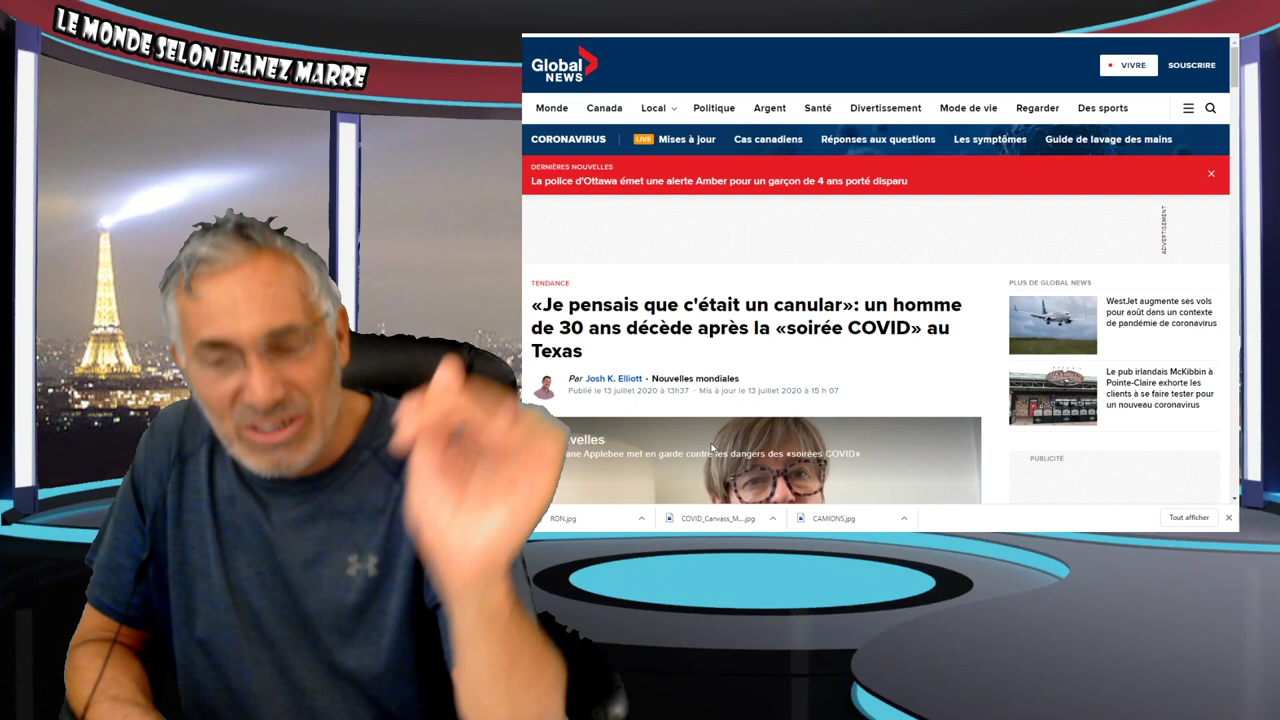 LE MONDE SELON JEANEZ MARRE
Global
NEWS
VIVRE
SOUSCRIRE
Monde Canada Local Politique Argent Santé Divertissement Mode de vie Regarder Des sports
CORONAVIRUS LIVE Mises à jour Cas canadiens Réponses aux questions Les symptômes Guide de lavage des mains
DERNIÈRES NOUVELLES
La police d'Ottawa émet une alerte Amber pour un garçon de 4 ans porté disparu
ADVERTISEMENT
TENDANCE
«Je pensais que c'était un canular»: un homme
de 30 ans décède après la «soirée COVID» au
Texas
Par Josh K. Elliott · Nouvelles mondiales
Publié le 13 juillet 2020 à 13h37 · Mis à jour le 13 juillet 2020 à 15 h 07
velles
ane Applebee met en garde contre les dangers des «soirées COVID»
PLUS DE GLOBAL NEWS
WestJet augmente ses vols
pour août dans un contexte
de pandémie de coronavirus
Le pub irlandais McKibbin à
Pointe-Claire exhorte les
clients à se faire tester pour
un nouveau coronavirus
PUBLICITÉ
RON.jpg COVID_Canvass_M....jpg CAMIONS.jpg Tout afficher